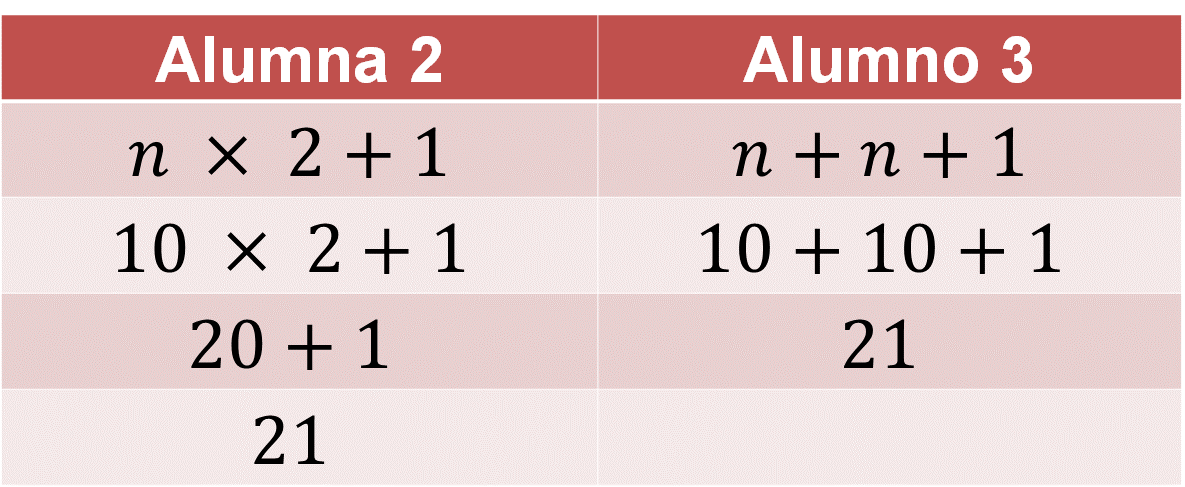 Alumna 2 Alumno 3
n × 2 + 1 n + n + 1
10 × 2 + 1 10 + 10 + 1
20 + 1 21
21